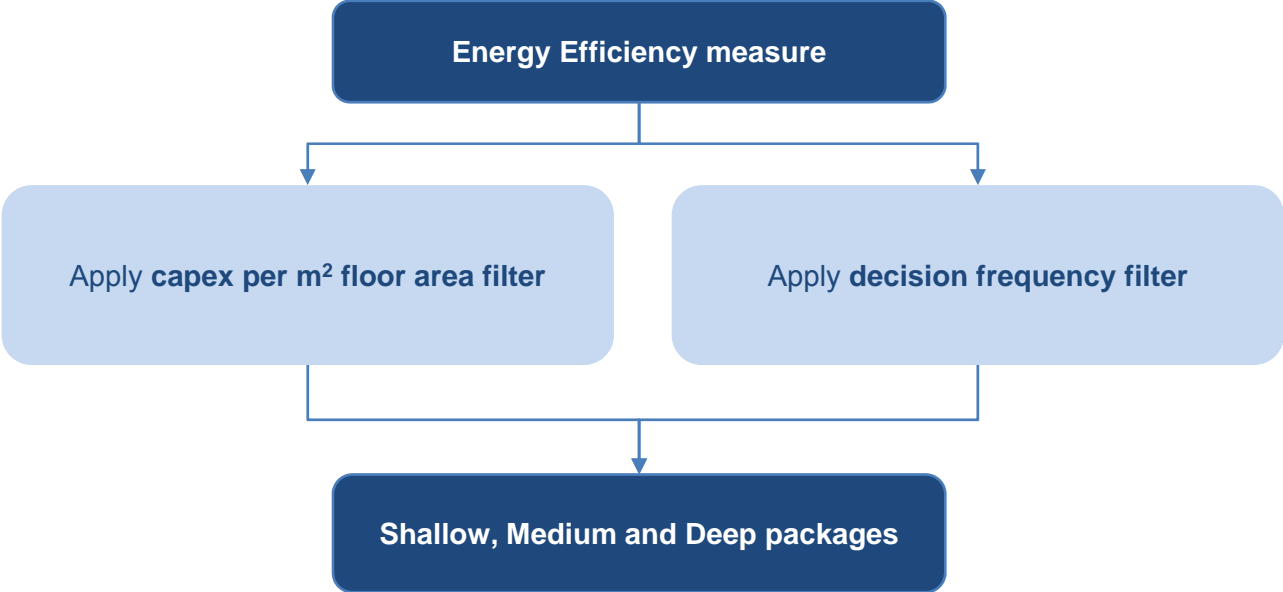 Energy Efficiency measure
Apply capex per m² floor area filter
Apply decision frequency filter
Shallow, Medium and Deep packages